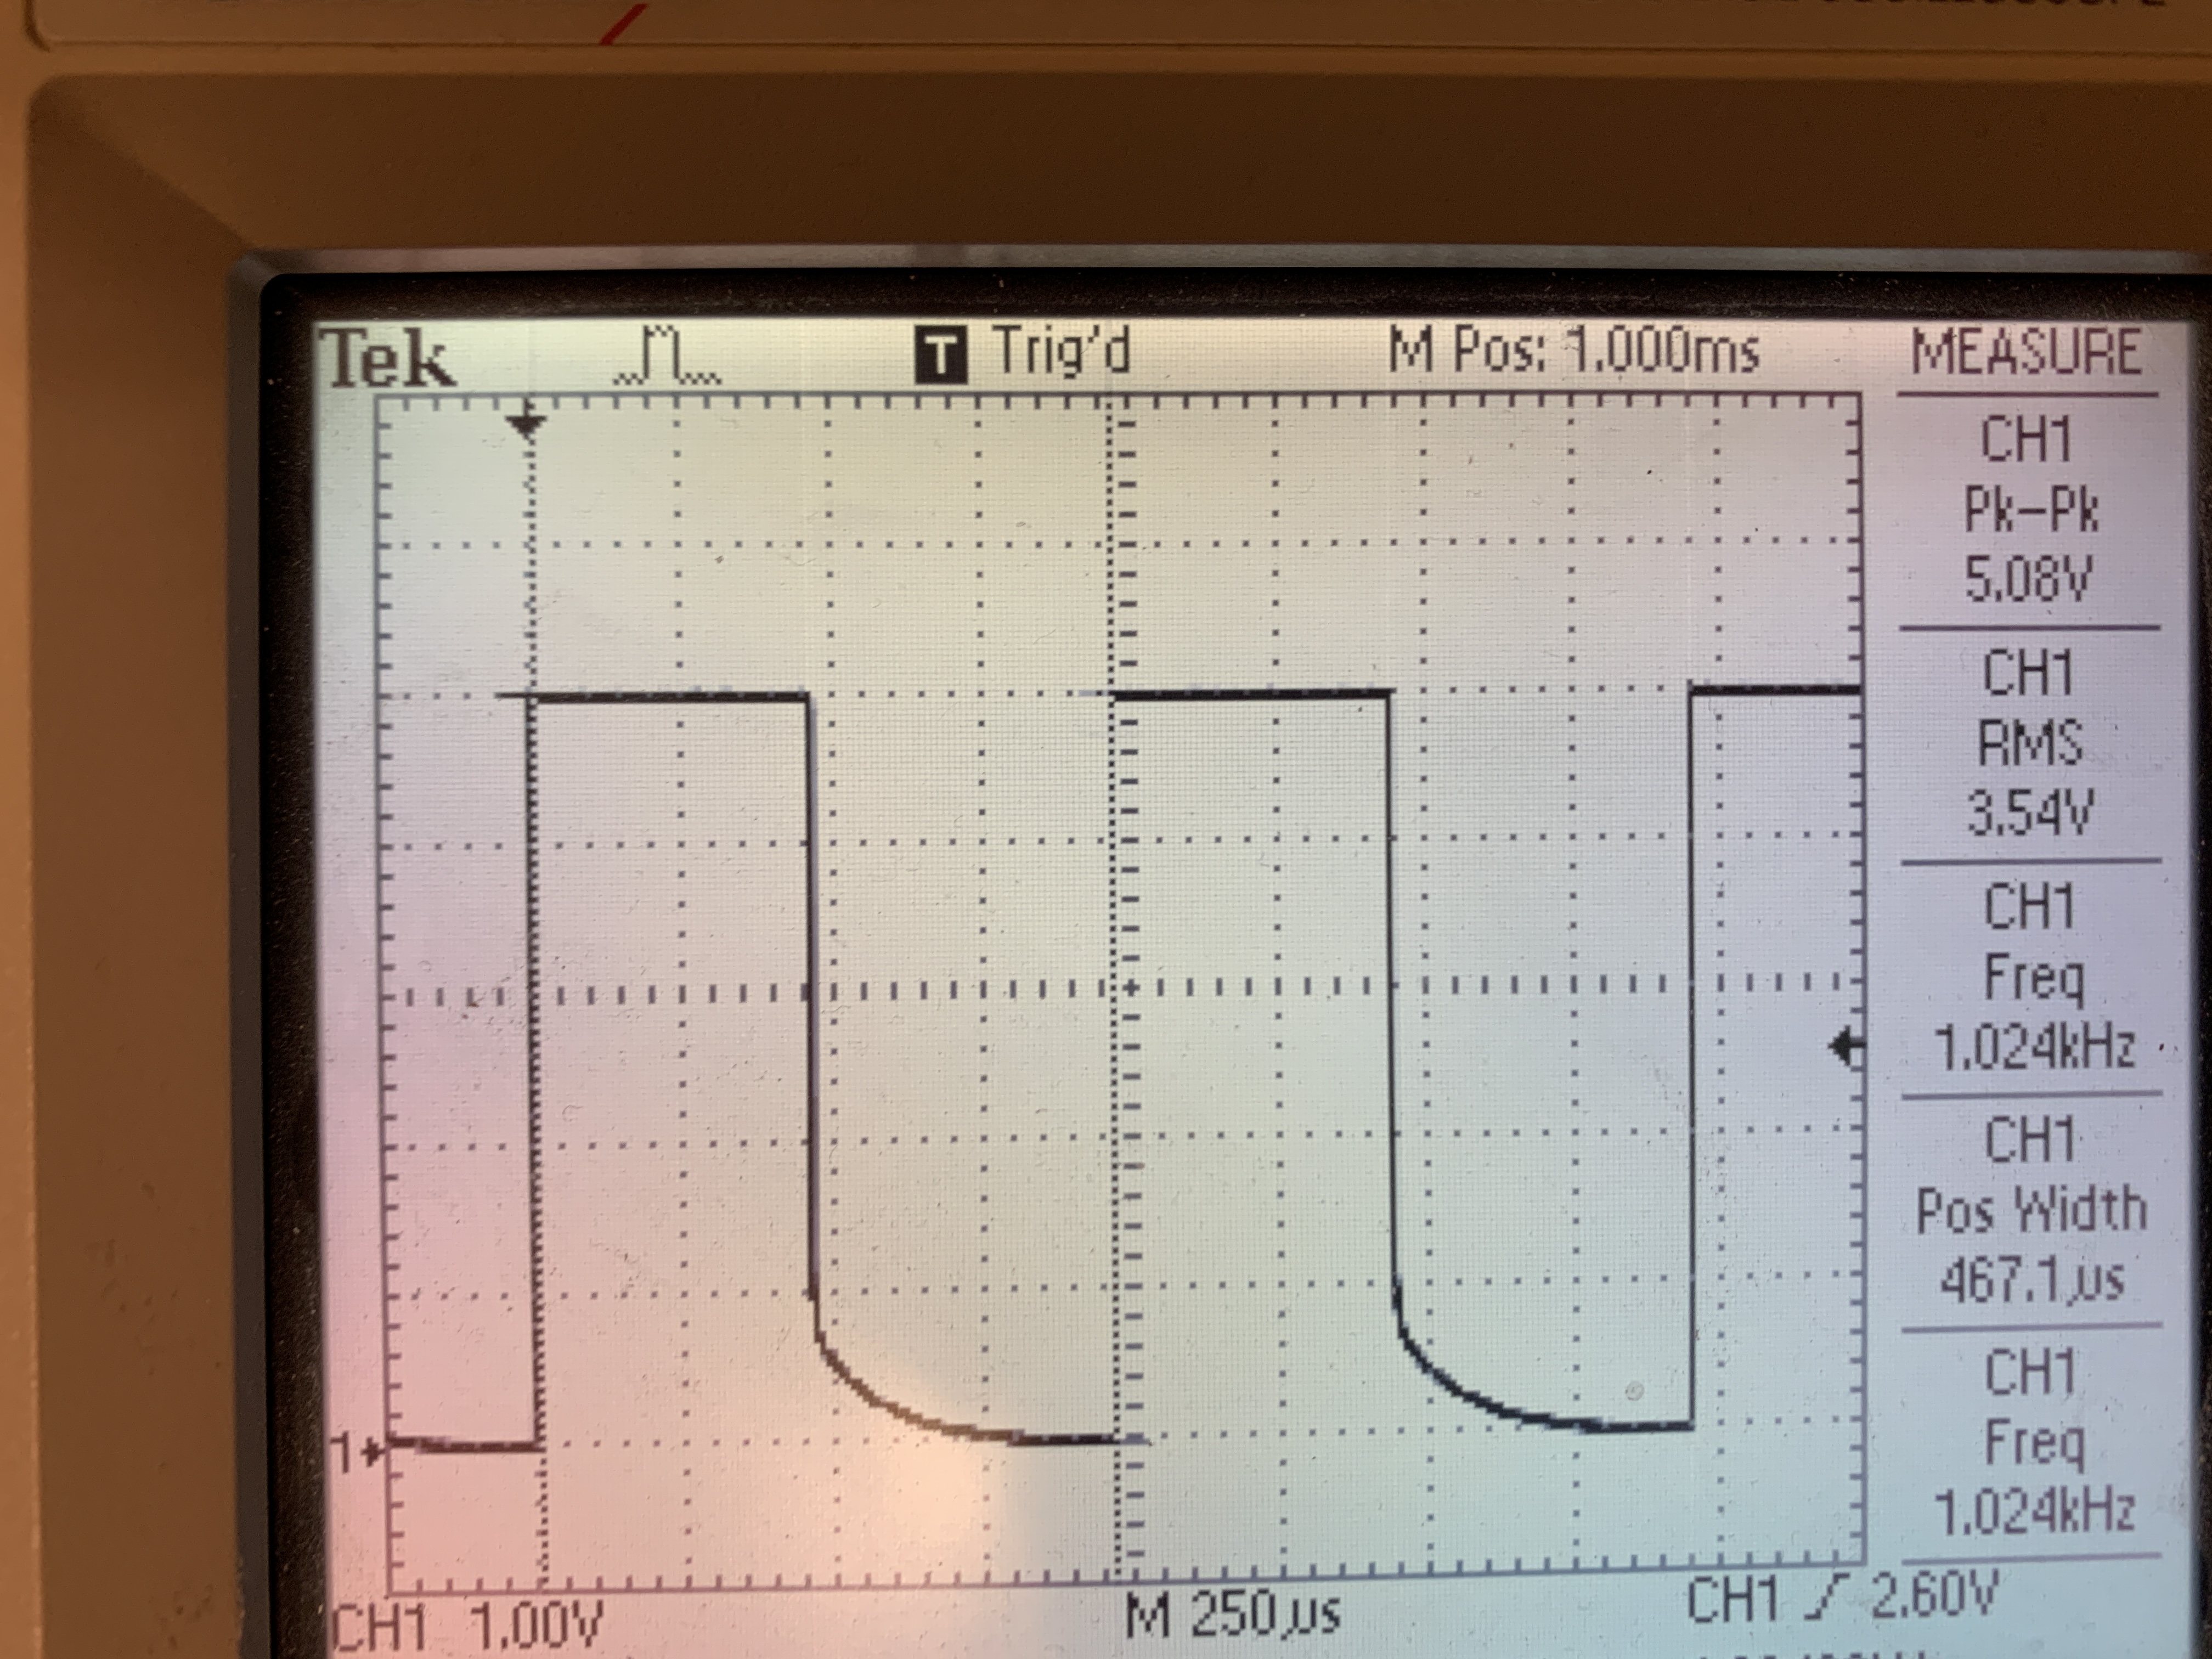 Tek T Trig'd M Pos: 1.000ms MEASURE
CH1
Pk-Pk
5.08V
CH1
RMS
3.54V
CH1
Freq
1.024kHz
CH1
Pos Width
467.1µs
CH1
Freq
1.024kHz
1
CH1 1.00V M 250µs CH1 2.60V